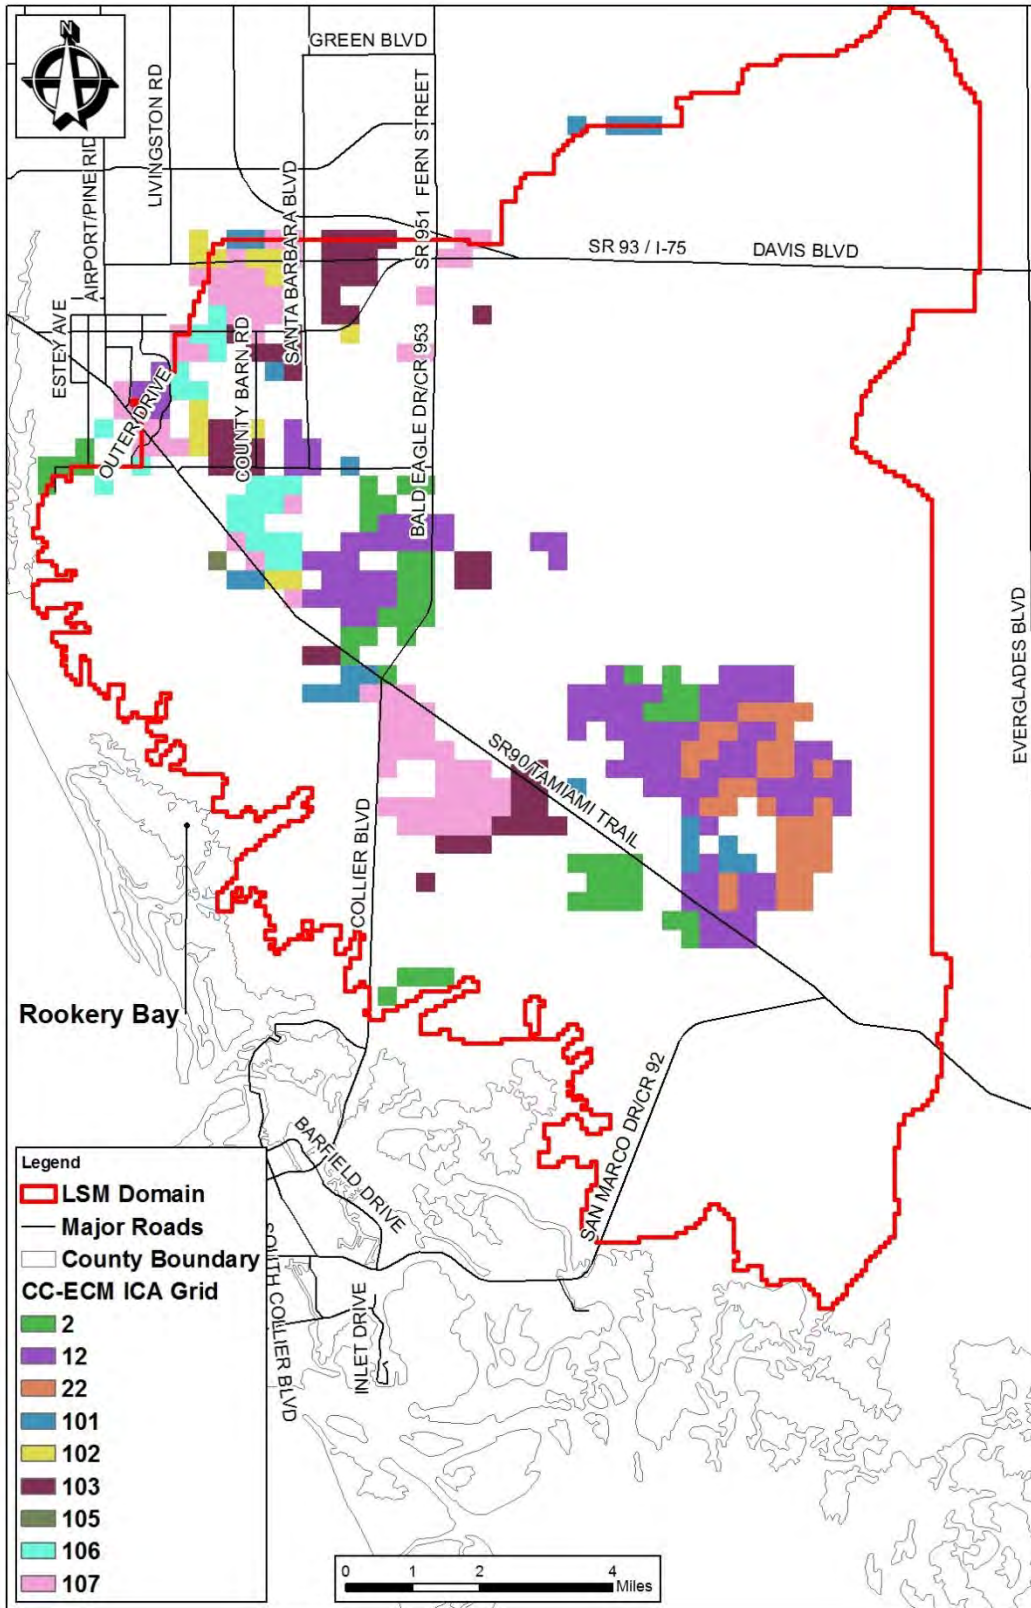 N
GREEN BLVD
LIVINGSTON RD
AIRPORT/PINE RID
SANTA BARBARA BLVD
SR 951 FERN STREET
SR 93 / I-75
DAVIS BLVD
ESTEY AVE
OUTER DRIVE
COUNTY BARN RD
BALD EAGLE DR/CR 953
EVERGLADES BLVD
SR90/TAMIAMI TRAIL
COLLIER BLVD
Rookery Bay
SAN MARCO DR/CR 92
BARFIELD DRIVE
SOUTH COLLIER BLVD
INLET DRIVE
Legend
LSM Domain
Major Roads
County Boundary
CC-ECM ICA Grid
2
12
22
101
102
103
105
106
107
0 1 2 4
Miles